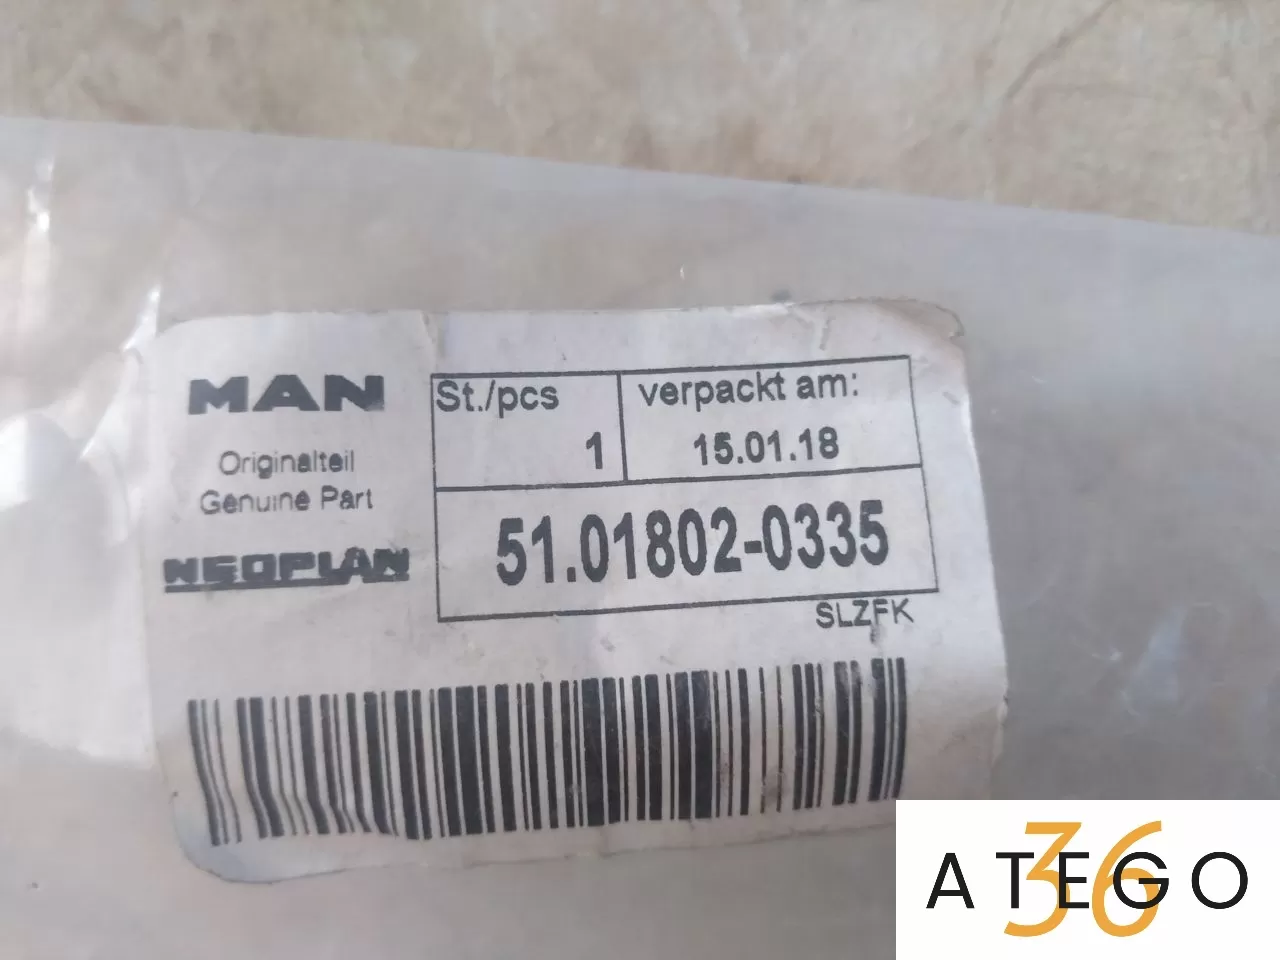 MAN
Originalteil
Genuine Part
NEOPLAN
St./pcs
1
verpackt am:
15.01.18
51.01802-0335
SLZFK
ATEGO
36